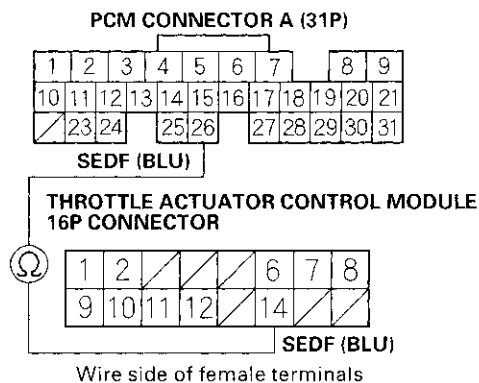 PCM CONNECTOR A (31P)
1 2 3 4 5 6 7 8 9
10 11 12 13 14 15 16 17 18 19 20 21
23 24 25 26 27 28 29 30 31
SEDF (BLU)
THROTTLE ACTUATOR CONTROL MODULE
16P CONNECTOR
Ω
1 2 6 7 8
9 10 11 12 14
SEDF (BLU)
Wire side of female terminals